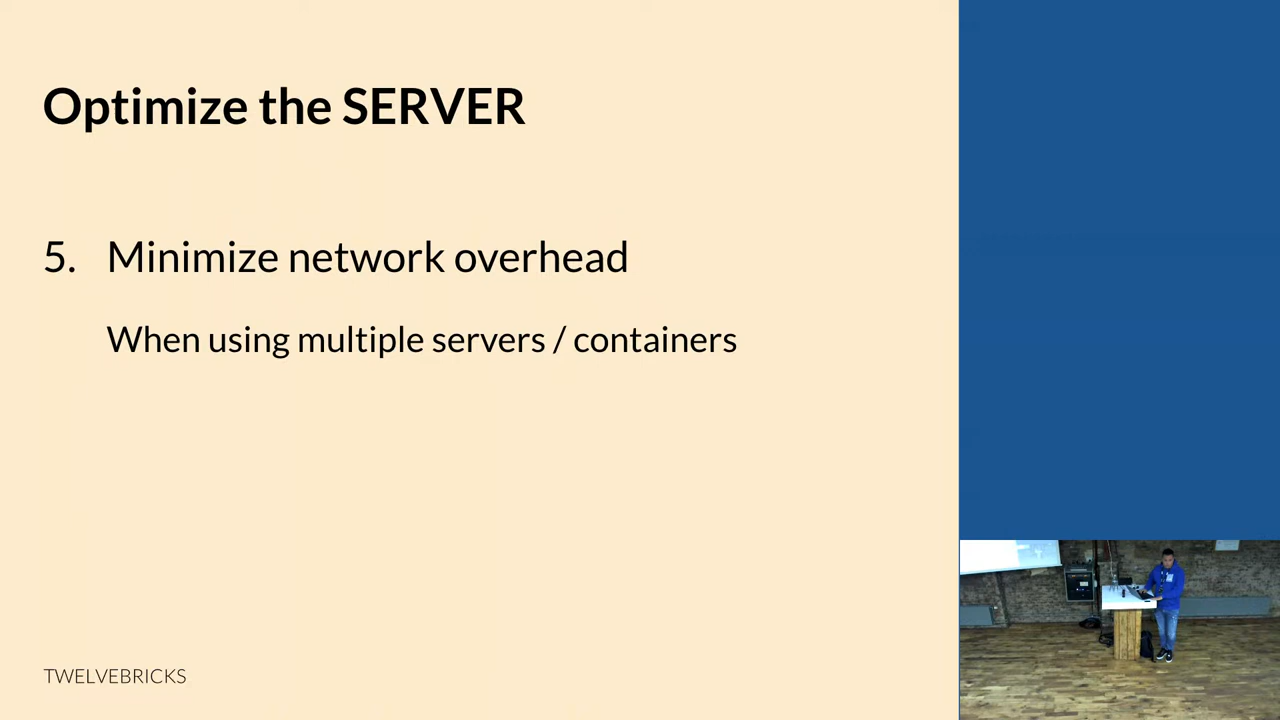 Optimize the SERVER
5. Minimize network overhead
When using multiple servers / containers
TWELVEBRICKS